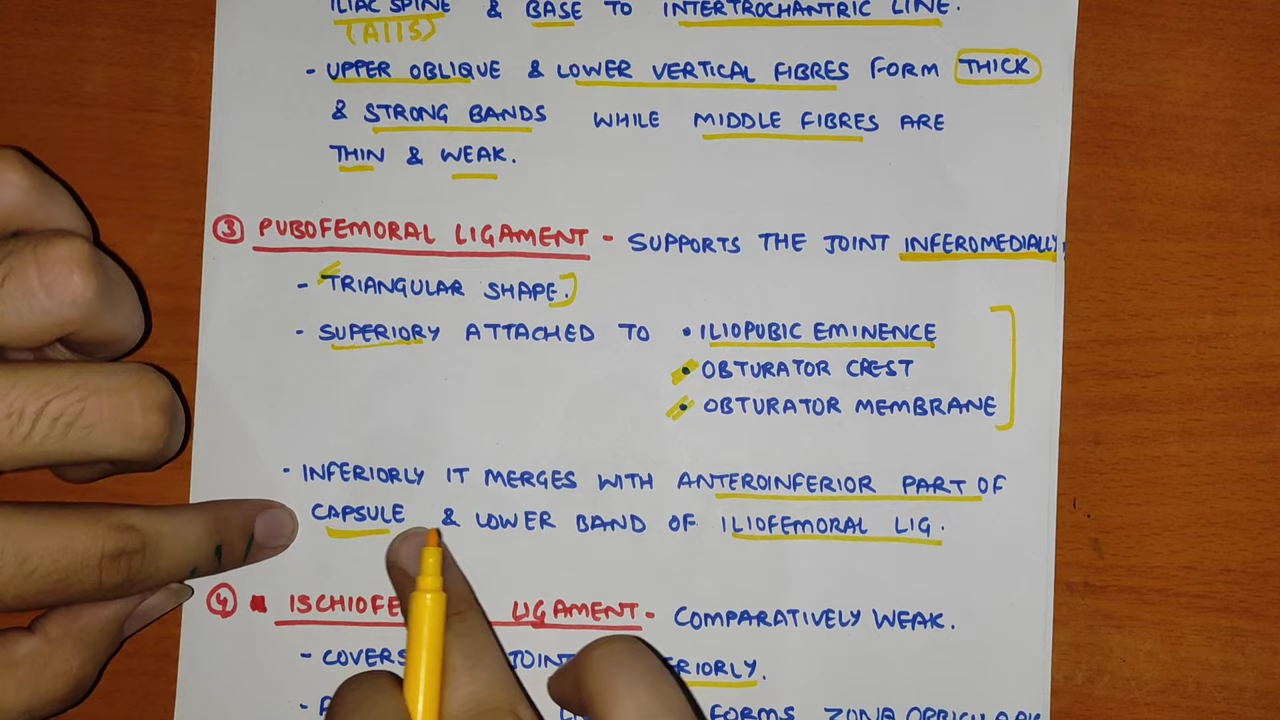 ILIAC SPINE & BASE TO INTERTROCHANTRIC LINE.
(AIIS)
- UPPER OBLIQUE & LOWER VERTICAL FIBRES FORM THICK
& STRONG BANDS WHILE MIDDLE FIBRES ARE
THIN & WEAK.
③ PUBOFEMORAL LIGAMENT - SUPPORTS THE JOINT INFEROMEDIALLY
- TRIANGULAR SHAPE.
- SUPERIORY ATTACHED TO • ILIOPUBIC EMINENCE
• OBTURATOR CREST
• OBTURATOR MEMBRANE
• INFERIORLY IT MERGES WITH ANTEROINFERIOR PART OF
CAPSULE & LOWER BAND OF ILIOFEMORAL LIG.
④ LIGAMENT - COMPARATIVELY WEAK.
- COVERS JOINT
FORMS ZONA